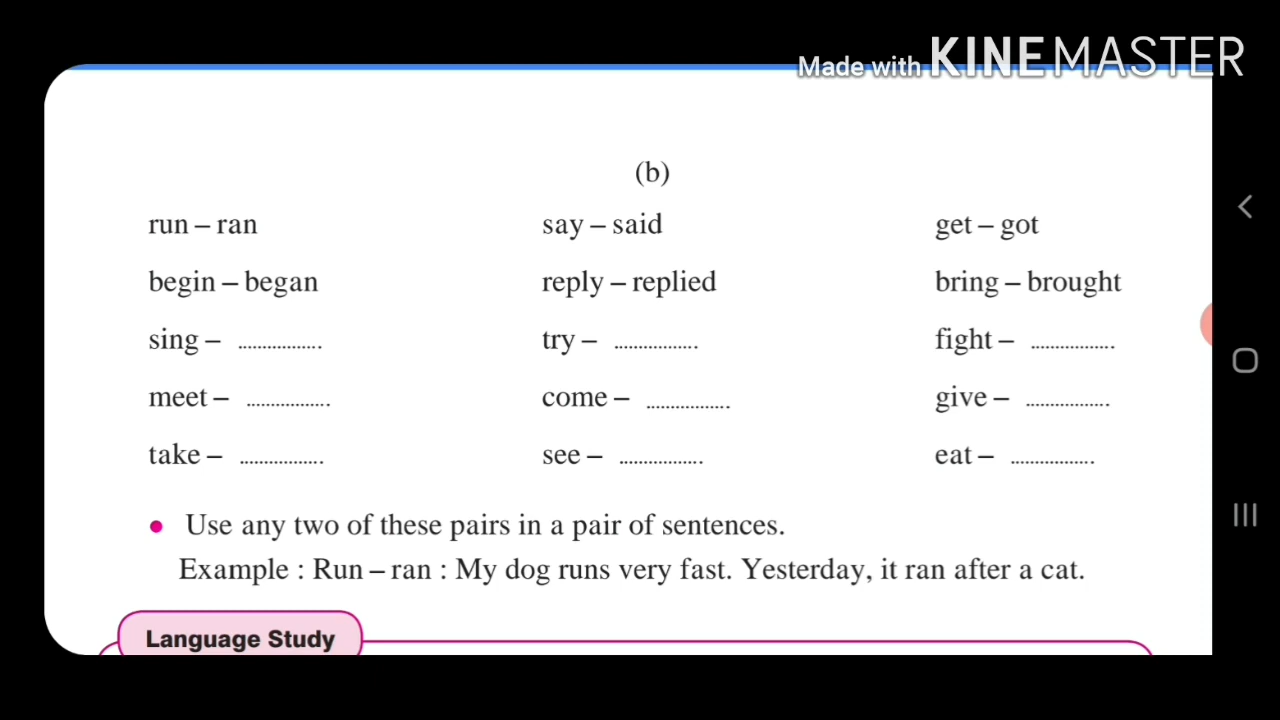 Made with KINEMASTER
(b)
run – ran say – said get – got
begin – began reply – replied bring – brought
sing – ................. try – ................. fight – .................
meet – ................. come – ................. give – .................
take – ................. see – ................. eat – .................
• Use any two of these pairs in a pair of sentences.
Example : Run – ran : My dog runs very fast. Yesterday, it ran after a cat.
Language Study